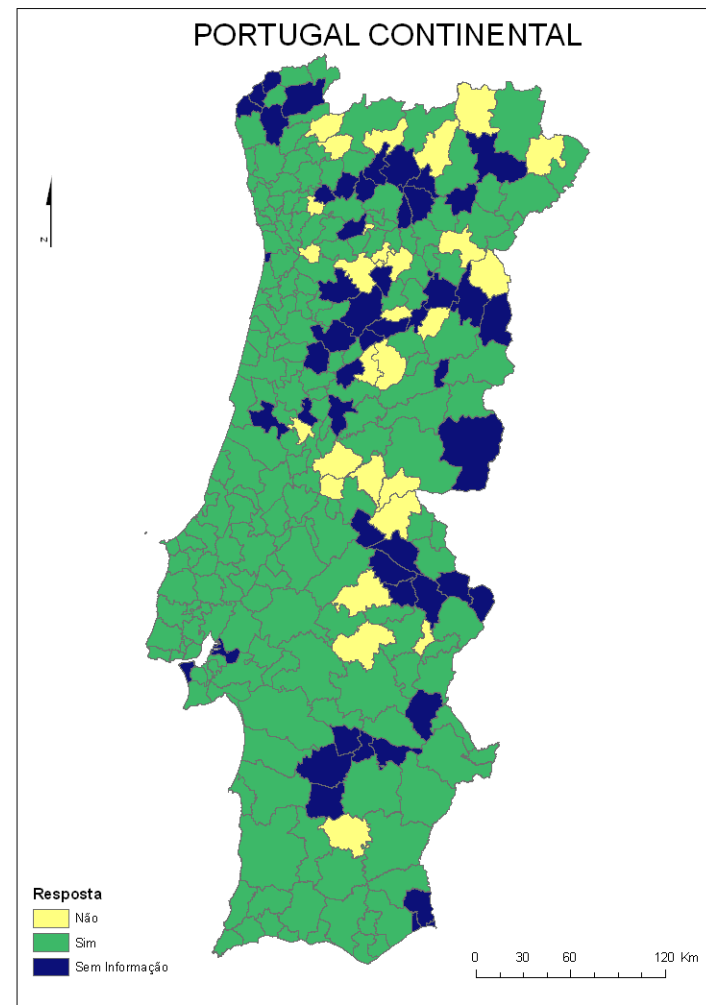 PORTUGAL CONTINENTAL
N
Resposta
Não
Sim
Sem Informação
0 30 60 120 Km